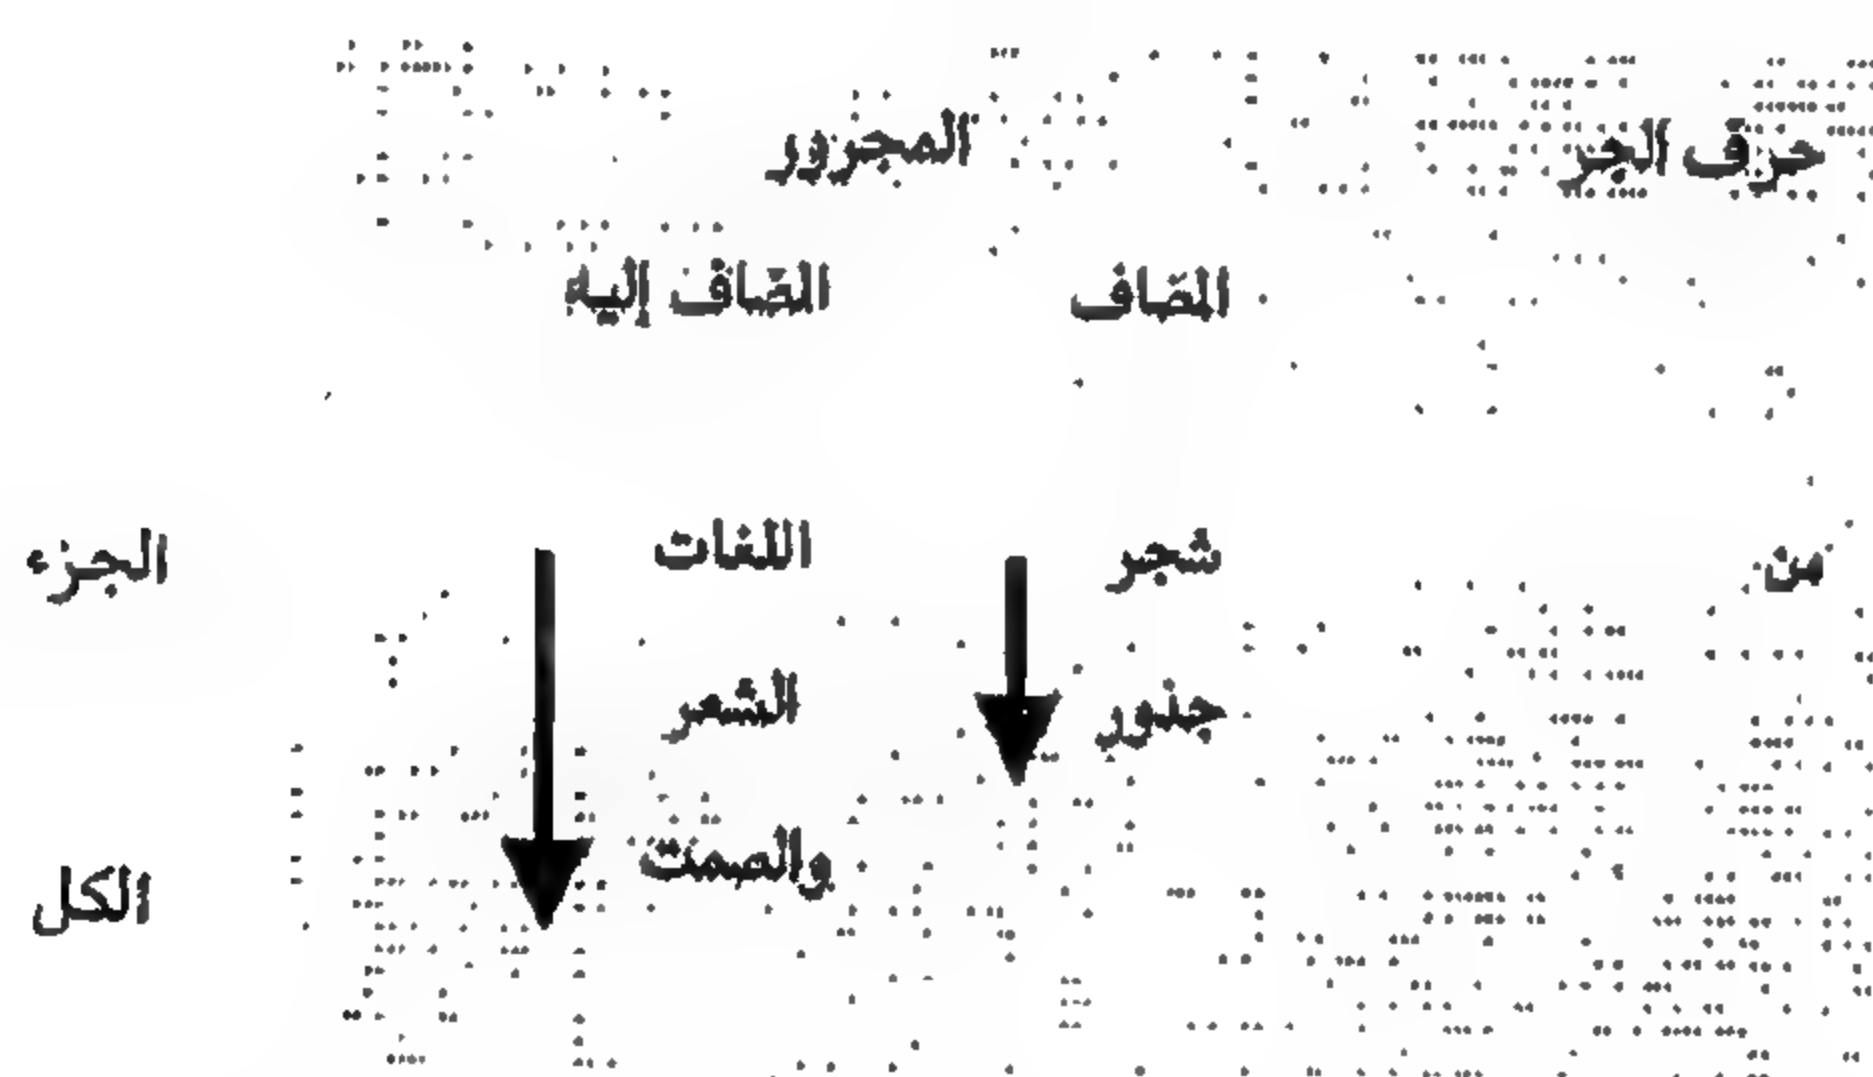 حرف الجر المجرور
المضاف المضاف إليه
من شجر اللغات الجزء
جذور الشعر
والصمت
الكل